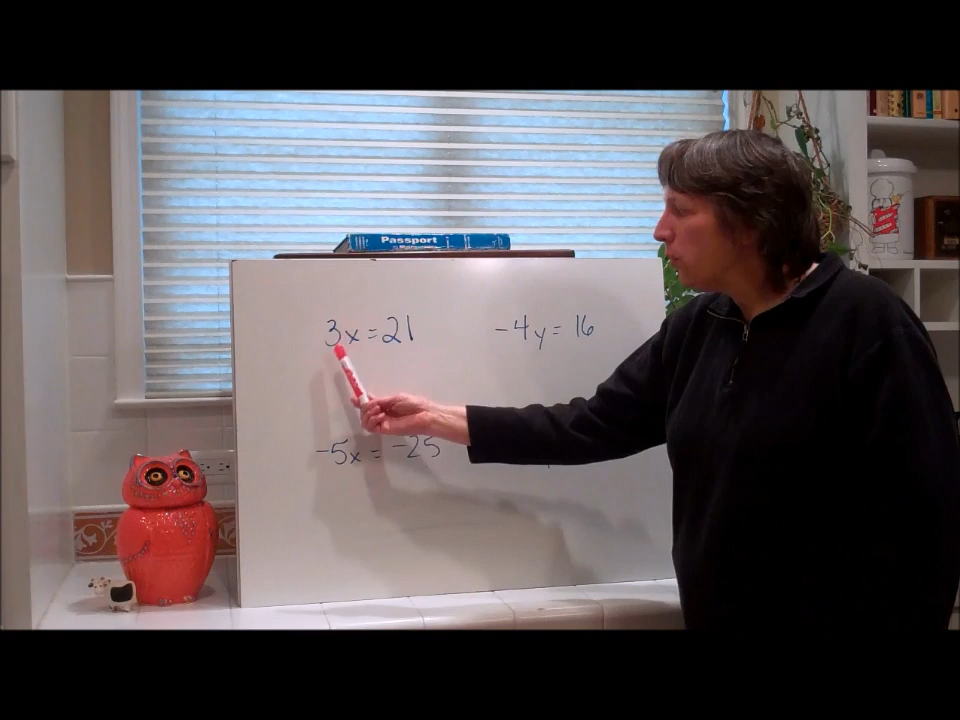 Passport
3x = 21
-4y = 16
-5x = -25